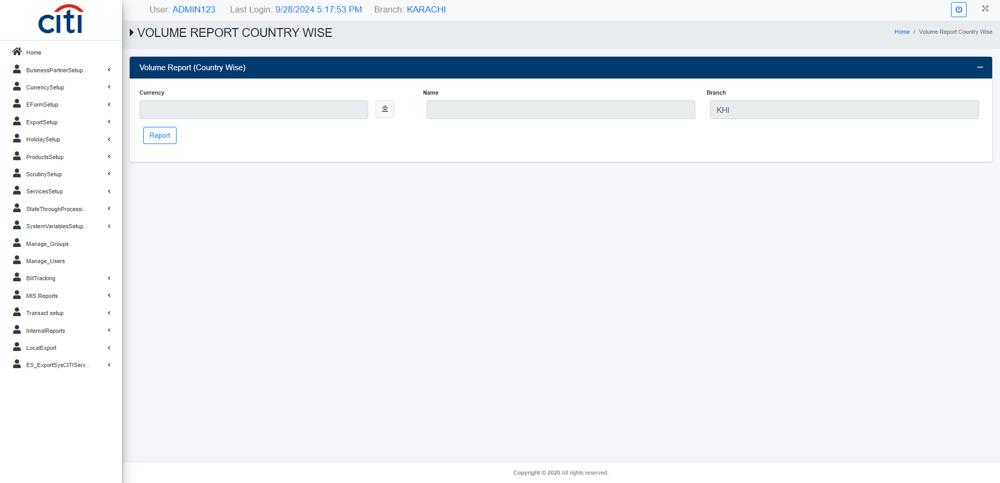 citi
User: ADMIN123 Last Login: 9/28/2024 5:17:53 PM Branch: KARACHI
VOLUME REPORT COUNTRY WISE
Home / Volume Report Country Wise
Home
BusinessPartnerSetup...
CurrencySetup
EFormSetup
ExportSetup
HolidaySetup
ProductsSetup
ScrutinySetup
ServicesSetup
StateThroughProcessi...
SystemVariablesSetup...
Manage_Groups
Manage_Users
BillTracking
MIS Reports
Transact setup
InternalReports
LocalExport
ES_ExportSysCITIServ...
Volume Report (Country Wise)
Currency Name Branch
KHI
Report
Copyright © 2020 All rights reserved.